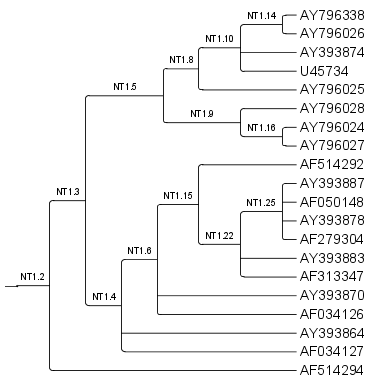 NT1.14 AY796338
AY796026
NT1.10 AY393874
NT1.8 U45734
NT1.5 AY796025
NT1.9 AY796028
NT1.16 AY796024
AY796027
AF514292
NT1.3 NT1.15 AY393887
NT1.25 AF050148
AY393878
NT1.22 AF279304
NT1.6 AY393883
NT1.2 AF313347
NT1.4 AY393870
AF034126
AY393864
AF034127
AF514294